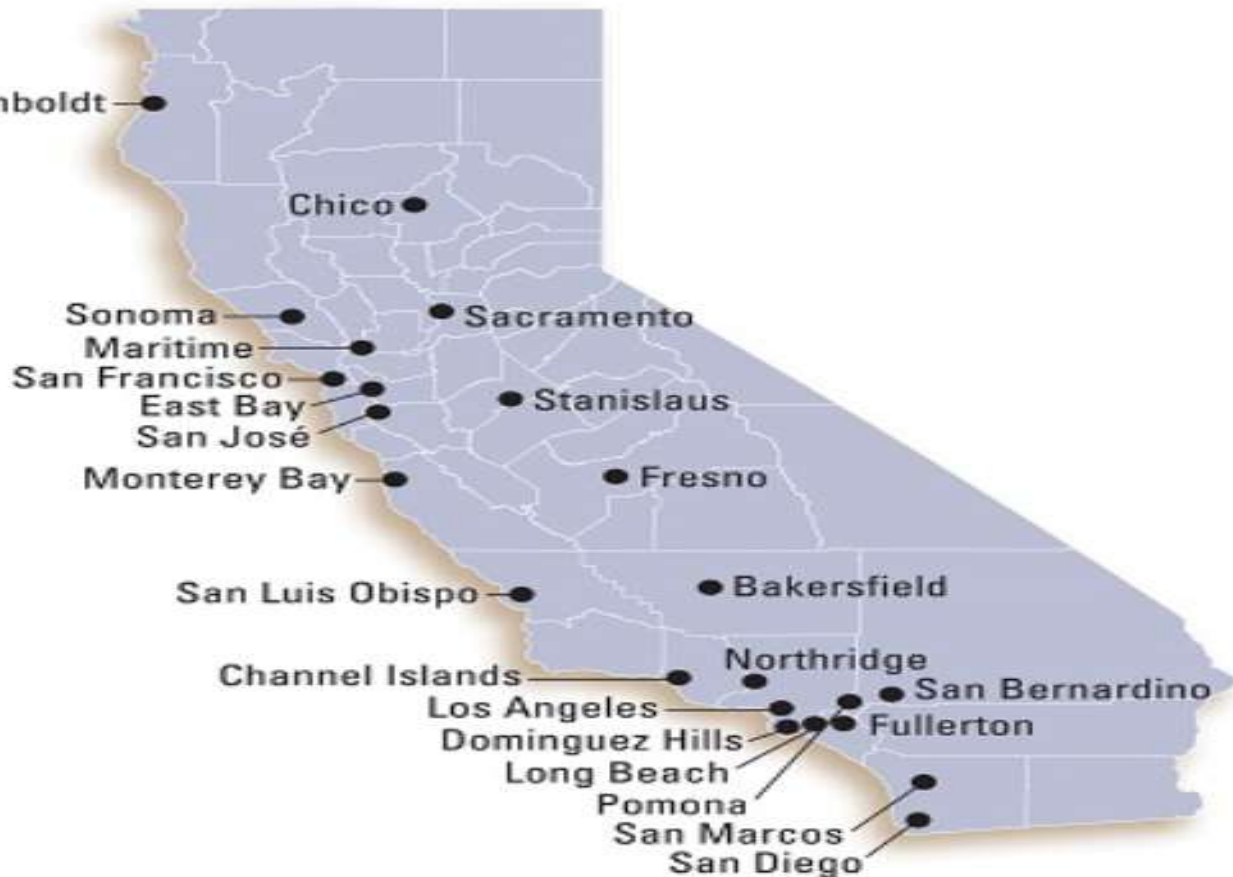 mboldt
Chico
Sonoma
Sacramento
Maritime
San Francisco
East Bay
Stanislaus
San José
Monterey Bay
Fresno
San Luis Obispo
Bakersfield
Northridge
Channel Islands
San Bernardino
Los Angeles
Fullerton
Dominguez Hills
Long Beach
Pomona
San Marcos
San Diego